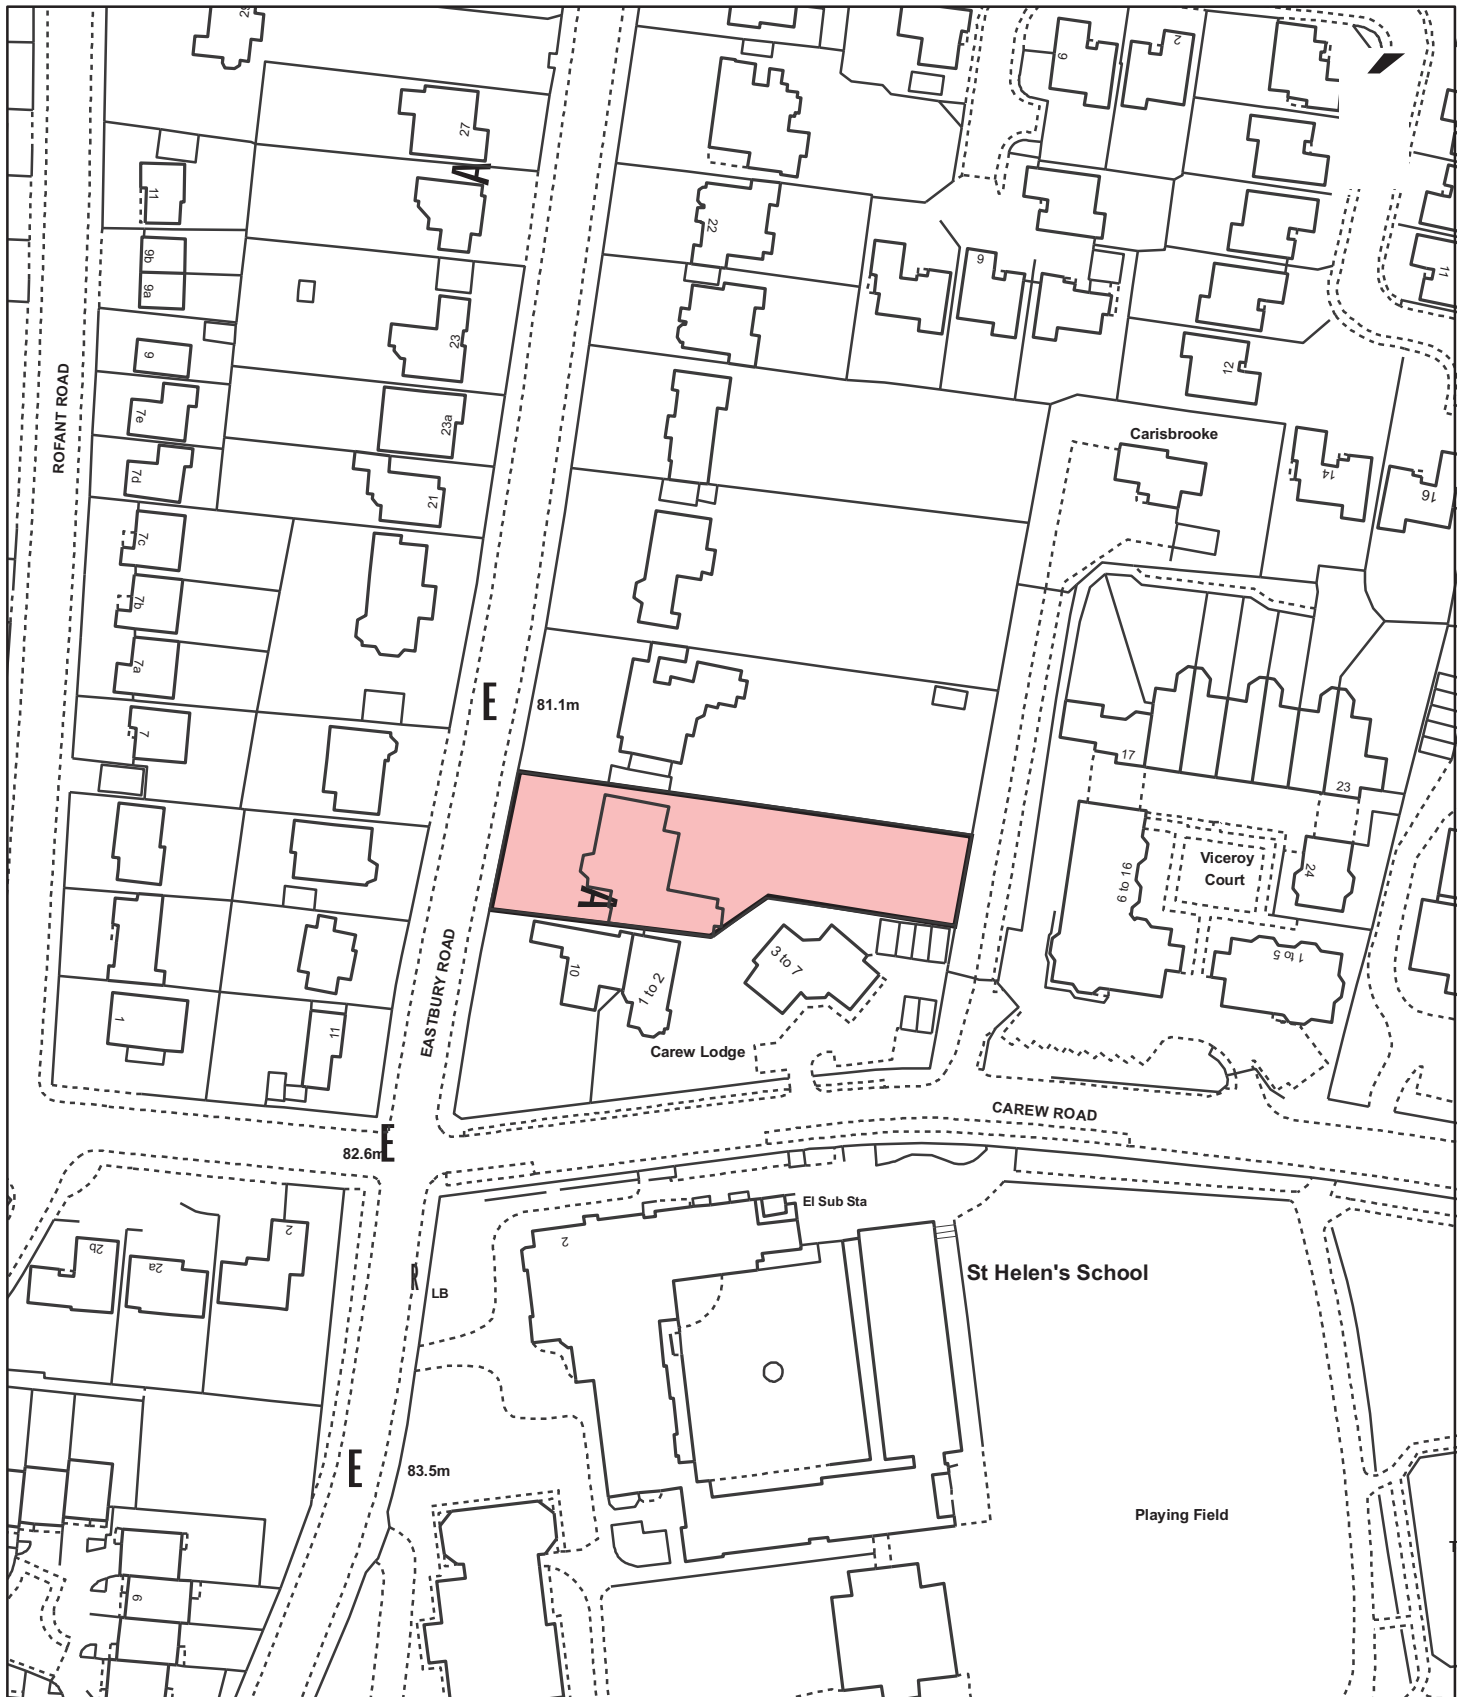 29
27
A
11
9b
9a
9
7e
7d
7c
7b
7a
7
1
ROFANT ROAD
23
23a
21
22
9
2
6
11
12
Carisbrooke
14
16
E
81.1m
17
23
Viceroy
Court
6 to 16
24
1 to 5
A
10
1 to 2
3 to 7
Carew Lodge
11
EASTBURY ROAD
CAREW ROAD
E
82.6m
El Sub Sta
2b
2a
2
2
R
LB
St Helen's School
E
83.5m
Playing Field